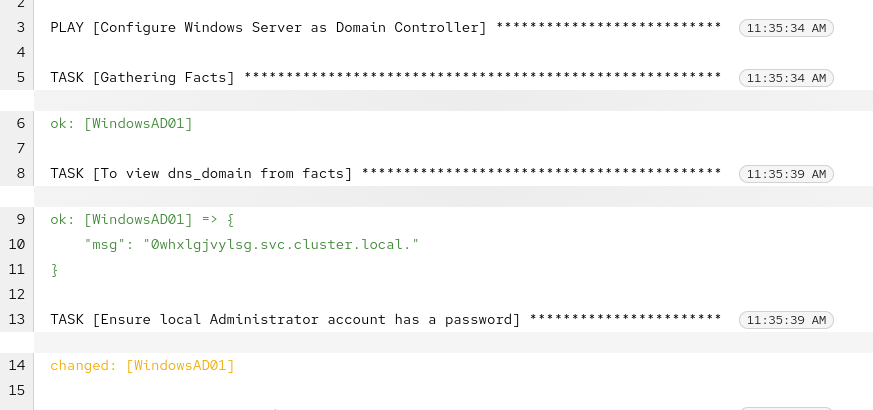 2
3 PLAY [Configure Windows Server as Domain Controller] *************************** 11:35:34 AM
4
5 TASK [Gathering Facts] ********************************************************* 11:35:34 AM
6 ok: [WindowsAD01]
7
8 TASK [To view dns_domain from facts] ******************************************* 11:35:39 AM
9 ok: [WindowsAD01] => {
10     "msg": "0whxlgjvylsg.svc.cluster.local."
11 }
12
13 TASK [Ensure local Administrator account has a password] *********************** 11:35:39 AM
14 changed: [WindowsAD01]
15